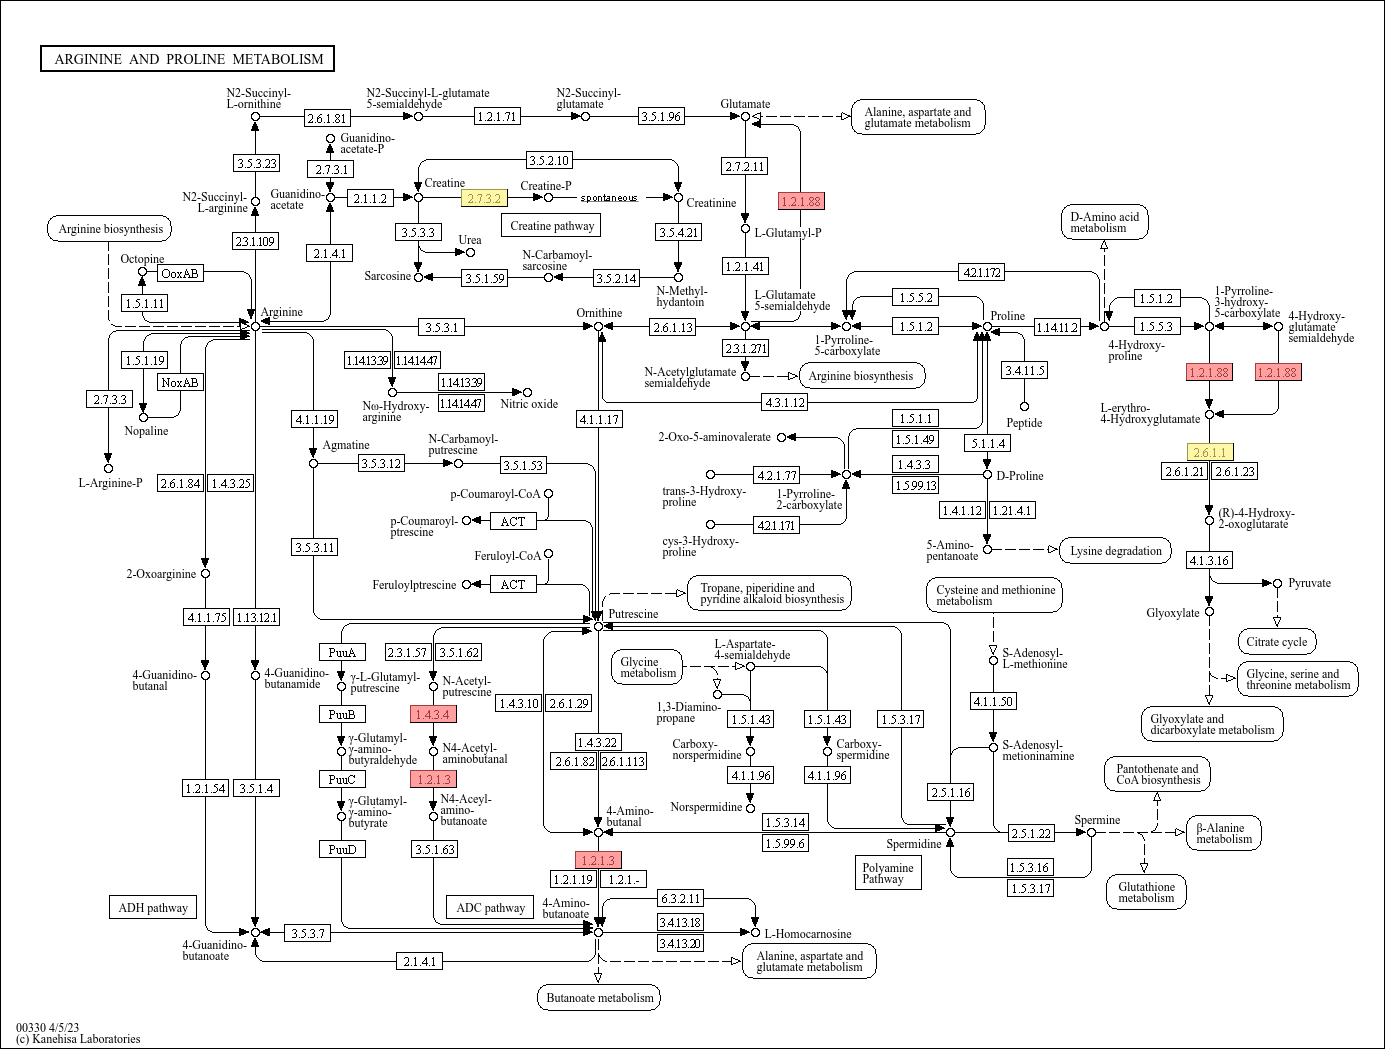 ARGININE AND PROLINE METABOLISM
N2-Succinyl-
L-ornithine
2.6.1.81
N2-Succinyl-L-glutamate
5-semialdehyde
1.2.1.71
N2-Succinyl-
glutamate
3.5.1.96
Glutamate
Alanine, aspartate and
glutamate metabolism
Guanidino-
acetate-P
3.5.3.23
2.7.3.1
3.5.2.10
2.7.2.11
N2-Succinyl-
L-arginine
Guanidino-
acetate
2.1.1.2
Creatine
2.7.3.2
Creatine-P
spontaneous
Creatinine
1.2.1.88
Arginine biosynthesis
2.3.1.109
2.1.4.1
3.5.3.3
Urea
Creatine pathway
3.5.4.21
L-Glutamyl-P
D-Amino acid
metabolism
Octopine
OoxAB
Sarcosine
3.5.1.59
N-Carbamoyl-
sarcosine
3.5.2.14
N-Methyl-
hydantoin
1.2.1.41
4.2.1.172
1.5.1.11
Arginine
3.5.3.1
Ornithine
2.6.1.13
L-Glutamate
5-semialdehyde
1.5.5.2
1.5.1.2
1-Pyrroline-
5-carboxylate
Proline
1.14.11.2
4-Hydroxy-
proline
1.5.1.2
1.5.5.3
1-Pyrroline-
3-hydroxy-
5-carboxylate
4-Hydroxy-
glutamate
semialdehyde
1.5.1.19
NoxAB
1.14.13.39
1.14.14.47
2.3.1.271
N-Acetylglutamate
semialdehyde
Arginine biosynthesis
3.4.11.5
1.2.1.88
1.2.1.88
2.7.3.3
Nopaline
1.14.13.39
1.14.14.47
Nω-Hydroxy-
arginine
Nitric oxide
4.3.1.12
Peptide
L-erythro-
4-Hydroxyglutamate
4.1.1.19
4.1.1.17
1.5.1.1
1.5.1.49
2-Oxo-5-aminovalerate
5.1.1.4
2.6.1.1
2.6.1.21
2.6.1.23
Agmatine
3.5.3.12
N-Carbamoyl-
putrescine
3.5.1.53
L-Arginine-P
2.6.1.84
1.4.3.25
trans-3-Hydroxy-
proline
4.2.1.77
1-Pyrroline-
2-carboxylate
1.4.3.3
1.5.99.13
D-Proline
p-Coumaroyl-CoA
p-Coumaroyl-
ptrescine
ACT
cys-3-Hydroxy-
proline
4.2.1.171
1.4.1.12
1.21.4.1
(R)-4-Hydroxy-
2-oxoglutarate
3.5.3.11
Feruloyl-CoA
5-Amino-
pentanoate
Lysine degradation
4.1.3.16
2-Oxoarginine
Feruloylptrescine
ACT
Tropane, piperidine and
pyridine alkaloid biosynthesis
Cysteine and methionine
metabolism
Pyruvate
Glyoxylate
4.1.1.75
1.13.12.1
Putrescine
Citrate cycle
PuuA
2.3.1.57
3.5.1.62
Glycine
metabolism
L-Aspartate-
4-semialdehyde
S-Adenosyl-
L-methionine
4-Guanidino-
butanal
4-Guanidino-
butanamide
γ-L-Glutamyl-
putrescine
N-Acetyl-
putrescine
Glycine, serine and
threonine metabolism
PuuB
1.4.3.4
1.4.3.10
2.6.1.29
1,3-Diamino-
propane
1.5.1.43
1.5.1.43
1.5.3.17
4.1.1.50
Glyoxylate and
dicarboxylate metabolism
γ-Glutamyl-
γ-amino-
butyraldehyde
N4-Acetyl-
aminobutanal
1.4.3.22
2.6.1.82
2.6.1.113
Carboxy-
norspermidine
Carboxy-
spermidine
S-Adenosyl-
metioninamine
PuuC
1.2.1.3
4.1.1.96
4.1.1.96
Pantothenate and
CoA biosynthesis
1.2.1.54
3.5.1.4
γ-Glutamyl-
γ-amino-
butyrate
N4-Aceyl-
amino-
butanoate
4-Amino-
butanal
Norspermidine
2.5.1.16
1.5.3.14
1.5.99.6
Spermidine
2.5.1.22
Spermine
β-Alanine
metabolism
PuuD
3.5.1.63
1.2.1.3
1.2.1.19
1.2.1.-
Polyamine
Pathway
1.5.3.16
1.5.3.17
Glutathione
metabolism
ADH pathway
ADC pathway
4-Amino-
butanoate
6.3.2.11
3.4.13.18
3.4.13.20
L-Homocarnosine
4-Guanidino-
butanoate
3.5.3.7
2.1.4.1
Alanine, aspartate and
glutamate metabolism
Butanoate metabolism
00330 4/5/23
(c) Kanehisa Laboratories